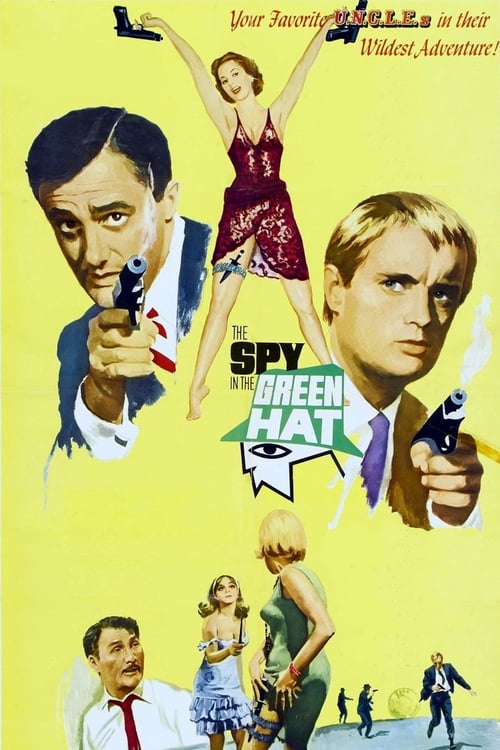 Your Favorite U.N.C.L.E.s in their
Wildest Adventure!
THE
SPY
IN THE
GREEN
HAT